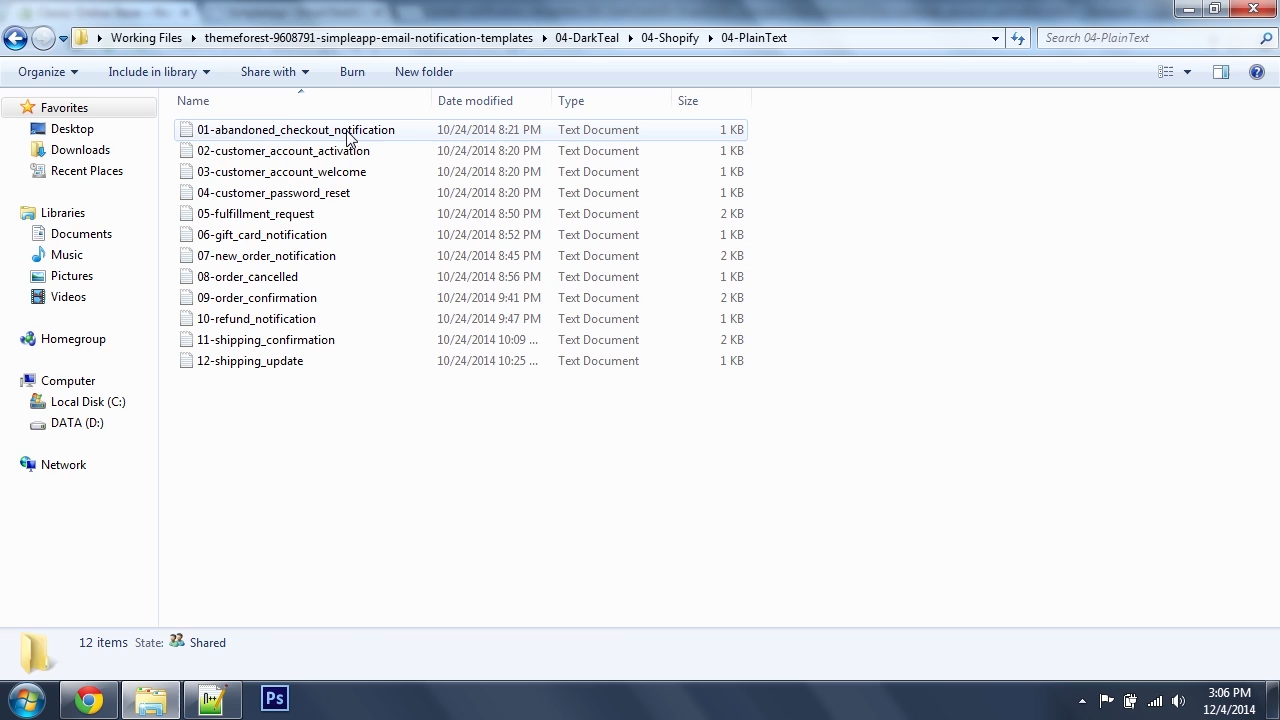 Working Files themeforest-9608791-simpleapp-email-notification-templates 04-DarkTeal 04-Shopify 04-PlainText Search 04-PlainText
Organize Include in library Share with Burn New folder
Name Date modified Type Size
Favorites
Desktop
Downloads
Recent Places
Libraries
Documents
Music
Pictures
Videos
Homegroup
Computer
Local Disk (C:)
DATA (D:)
Network
01-abandoned_checkout_notification 10/24/2014 8:21 PM Text Document 1 KB
02-customer_account_activation 10/24/2014 8:20 PM Text Document 1 KB
03-customer_account_welcome 10/24/2014 8:20 PM Text Document 1 KB
04-customer_password_reset 10/24/2014 8:20 PM Text Document 1 KB
05-fulfillment_request 10/24/2014 8:50 PM Text Document 2 KB
06-gift_card_notification 10/24/2014 8:52 PM Text Document 1 KB
07-new_order_notification 10/24/2014 8:45 PM Text Document 2 KB
08-order_cancelled 10/24/2014 8:56 PM Text Document 1 KB
09-order_confirmation 10/24/2014 9:41 PM Text Document 2 KB
10-refund_notification 10/24/2014 9:47 PM Text Document 1 KB
11-shipping_confirmation 10/24/2014 10:09 ... Text Document 2 KB
12-shipping_update 10/24/2014 10:25 ... Text Document 1 KB
12 items State: Shared
Ps
3:06 PM
12/4/2014